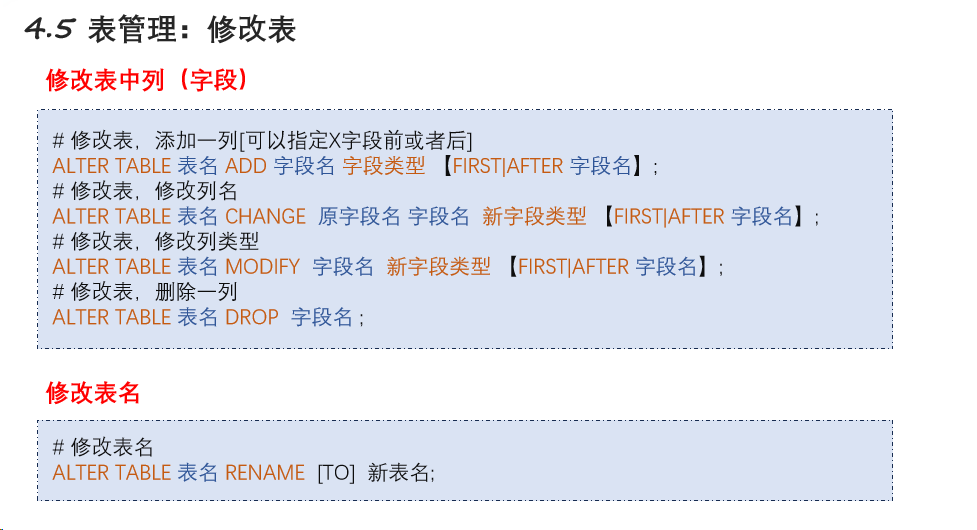 4.5 表管理：修改表
修改表中列（字段）
# 修改表，添加一列[可以指定X字段前或者后]
ALTER TABLE 表名 ADD 字段名 字段类型 【FIRST|AFTER 字段名】;
# 修改表，修改列名
ALTER TABLE 表名 CHANGE 原字段名 字段名 新字段类型 【FIRST|AFTER 字段名】;
# 修改表，修改列类型
ALTER TABLE 表名 MODIFY 字段名 新字段类型 【FIRST|AFTER 字段名】;
# 修改表，删除一列
ALTER TABLE 表名 DROP 字段名 ;
修改表名
# 修改表名
ALTER TABLE 表名 RENAME [TO] 新表名;